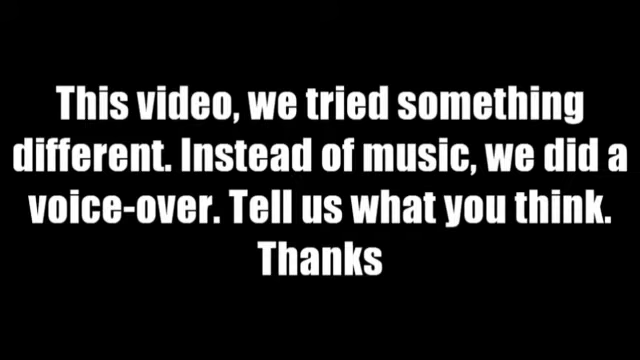 This video, we tried something
different. Instead of music, we did a
voice-over. Tell us what you think.
Thanks